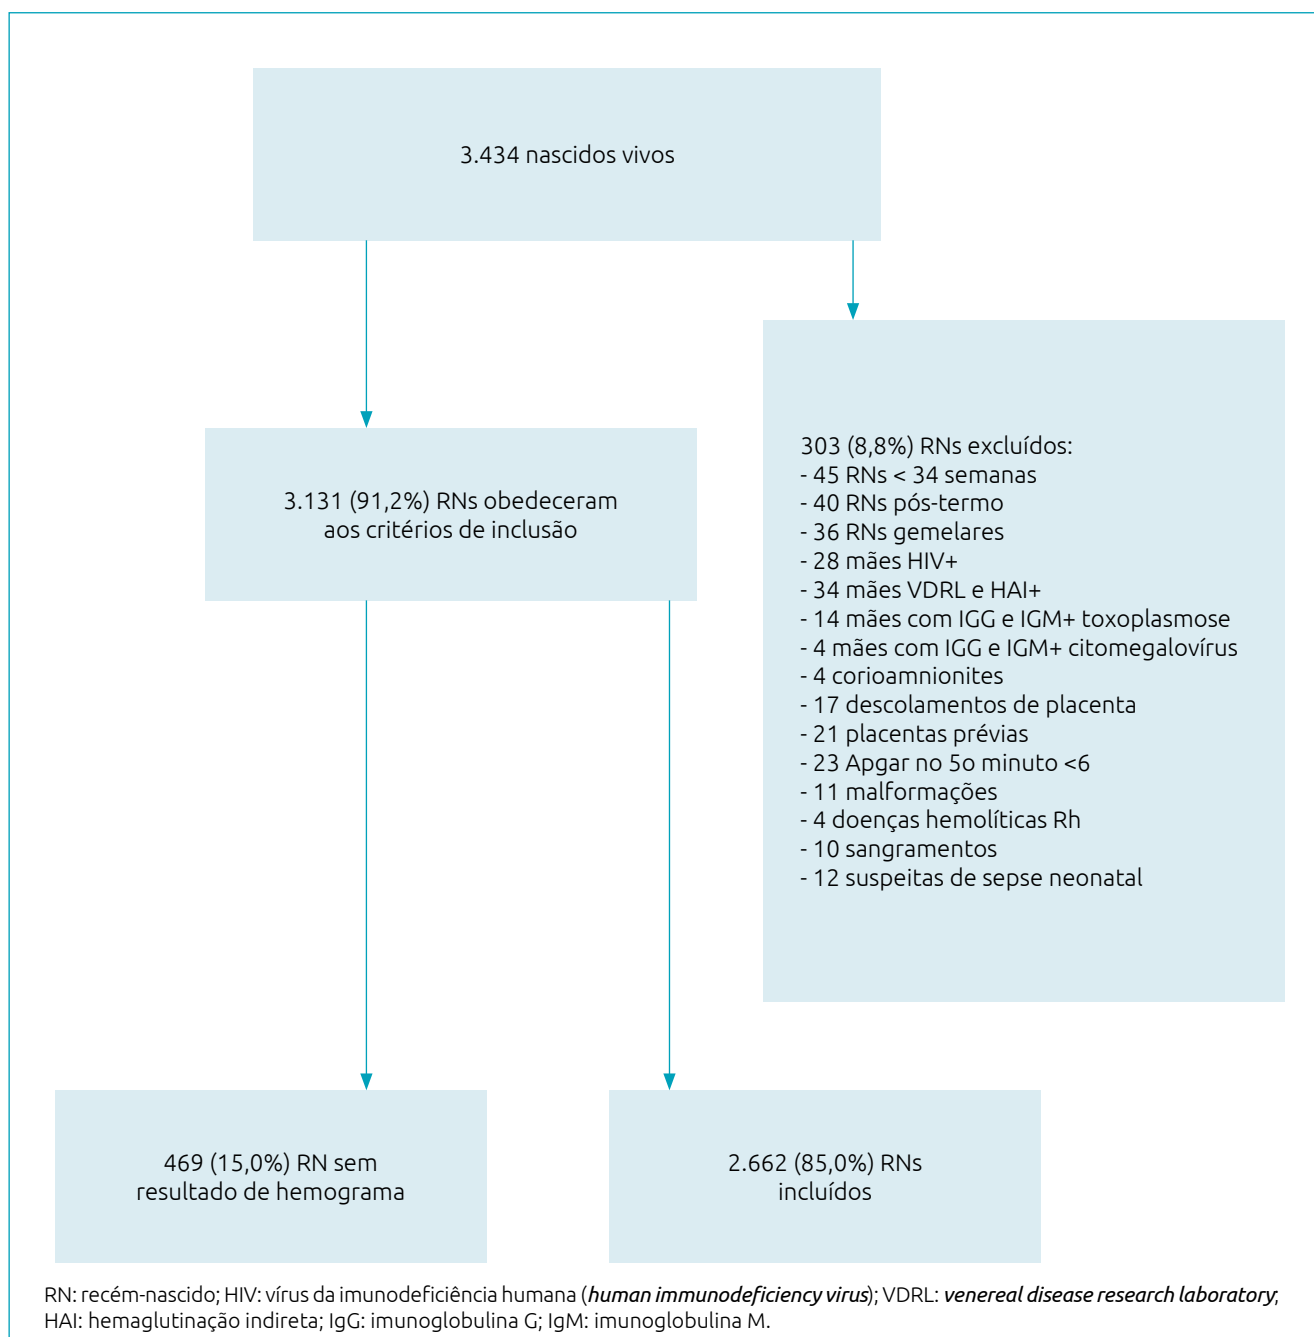 3.434 nascidos vivos
3.131 (91,2%) RNs obedeceram
aos critérios de inclusão
303 (8,8%) RNs excluídos:
- 45 RNs < 34 semanas
- 40 RNs pós-termo
- 36 RNs gemelares
- 28 mães HIV+
- 34 mães VDRL e HAI+
- 14 mães com IGG e IGM+ toxoplasmose
- 4 mães com IGG e IGM+ citomegalovírus
- 4 corioamnionites
- 17 descolamentos de placenta
- 21 placentas prévias
- 23 Apgar no 5o minuto <6
- 11 malformações
- 4 doenças hemolíticas Rh
- 10 sangramentos
- 12 suspeitas de sepse neonatal
469 (15,0%) RN sem
resultado de hemograma
2.662 (85,0%) RNs
incluídos
RN: recém-nascido; HIV: vírus da imunodeficiência humana (human immunodeficiency virus); VDRL: venereal disease research laboratory;
HAI: hemaglutinação indireta; IgG: imunoglobulina G; IgM: imunoglobulina M.